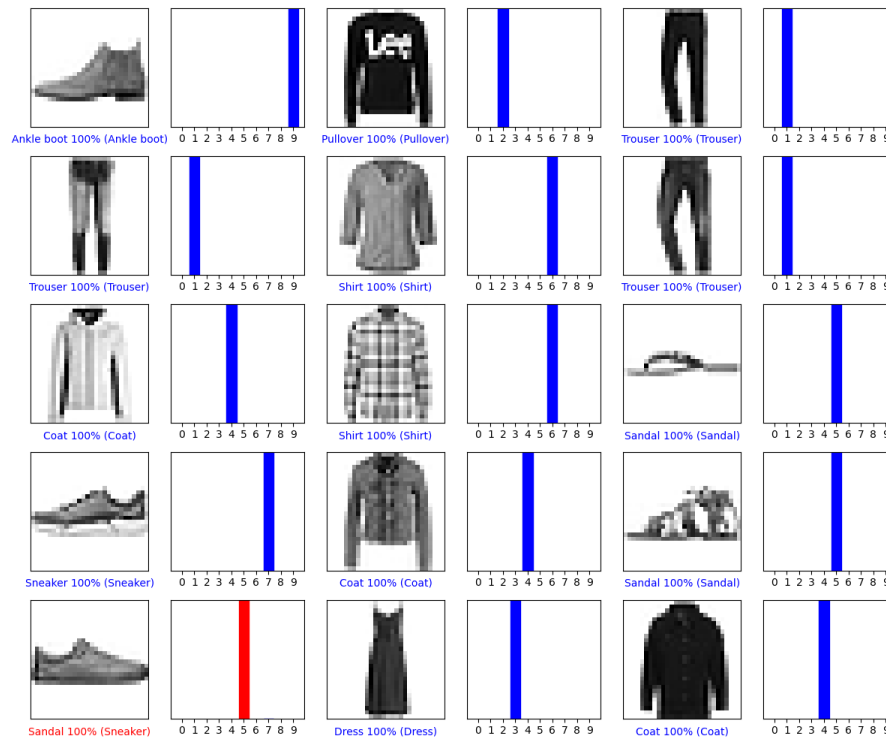 Lee
0 1 2 3 4 5 6 7 8 9 0 1 2 3 4 5 6 7 8 9 0 1 2 3 4 5 6 7 8 9
Ankle boot 100% (Ankle boot) Pullover 100% (Pullover) Trouser 100% (Trouser)
0 1 2 3 4 5 6 7 8 9 0 1 2 3 4 5 6 7 8 9 0 1 2 3 4 5 6 7 8 9
Trouser 100% (Trouser) Shirt 100% (Shirt) Trouser 100% (Trouser)
0 1 2 3 4 5 6 7 8 9 0 1 2 3 4 5 6 7 8 9 0 1 2 3 4 5 6 7 8 9
Coat 100% (Coat) Shirt 100% (Shirt) Sandal 100% (Sandal)
0 1 2 3 4 5 6 7 8 9 0 1 2 3 4 5 6 7 8 9 0 1 2 3 4 5 6 7 8 9
Sneaker 100% (Sneaker) Coat 100% (Coat) Sandal 100% (Sandal)
0 1 2 3 4 5 6 7 8 9 0 1 2 3 4 5 6 7 8 9 0 1 2 3 4 5 6 7 8 9
Sandal 100% (Sneaker) Dress 100% (Dress) Coat 100% (Coat)